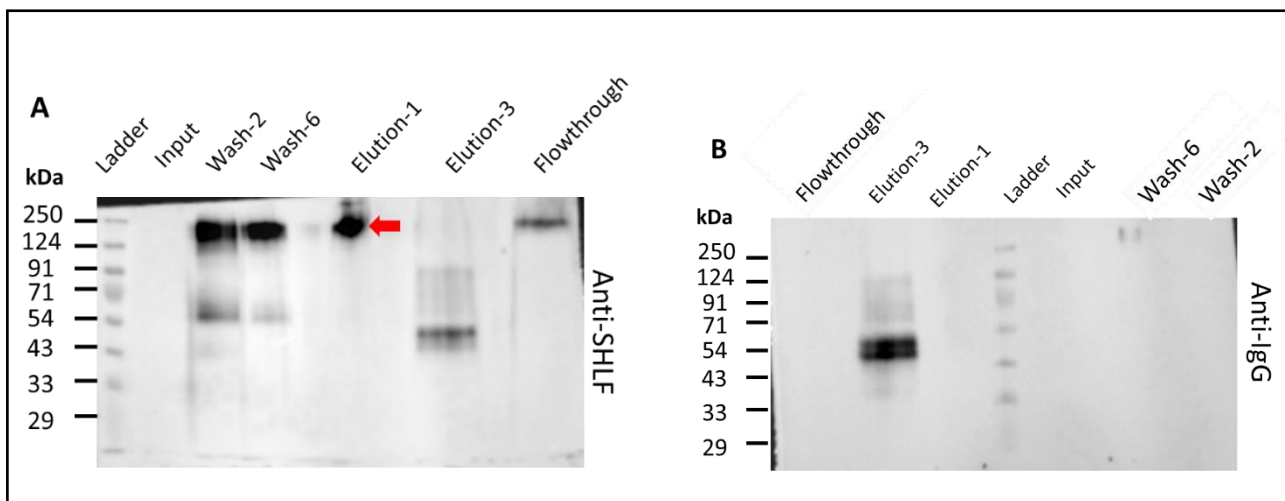 A
Ladder
Input
Wash-2
Wash-6
Elution-1
Elution-3
Flowthrough
kDa
250
124
91
71
54
43
33
29
Anti-SHLF
B
Flowthrough
Elution-3
Elution-1
Ladder
Input
Wash-6
Wash-2
kDa
250
124
91
71
54
43
33
29
Anti-IgG